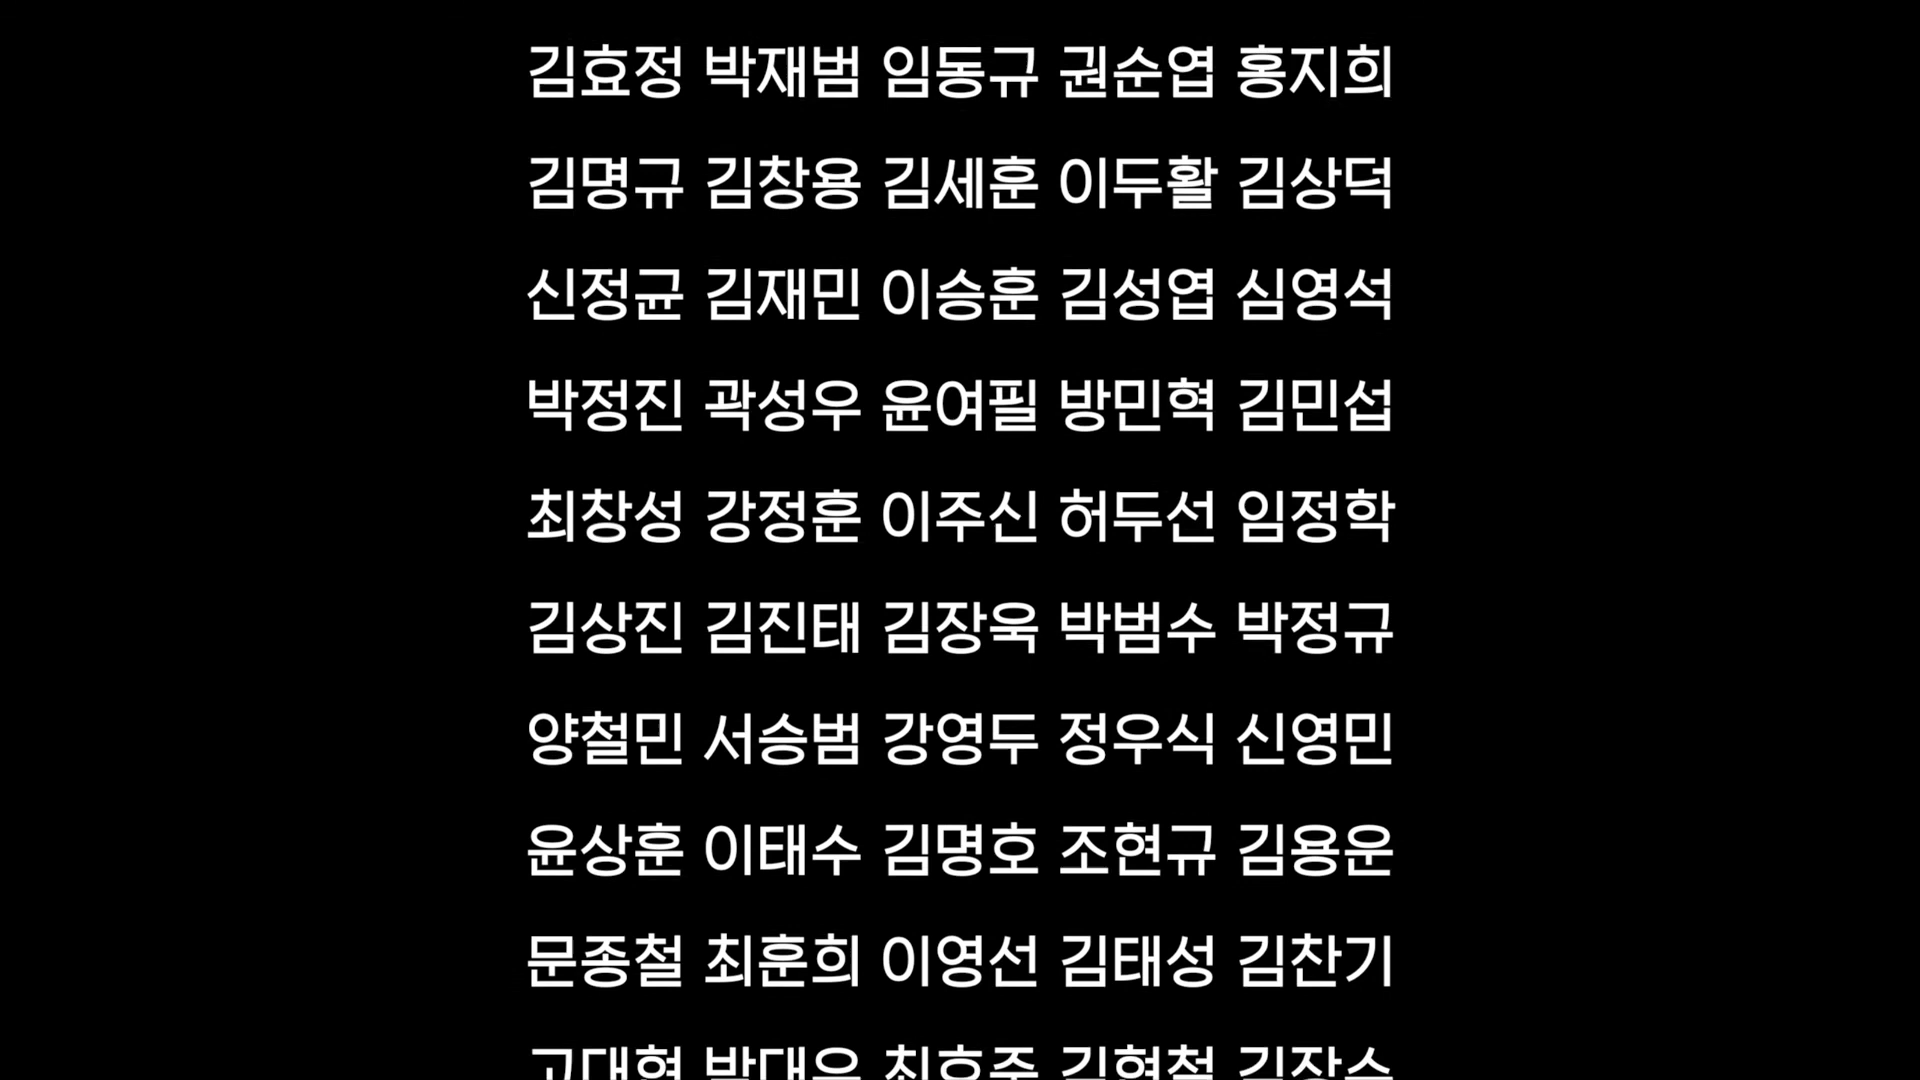 김효정 박재범 임동규 권순엽 홍지희
김명규 김창용 김세훈 이두활 김상덕
신정균 김재민 이승훈 김성엽 심영석
박정진 곽성우 윤여필 방민혁 김민섭
최창성 강정훈 이주신 허두선 임정학
김상진 김진태 김장욱 박범수 박정규
양철민 서승범 강영두 정우식 신영민
윤상훈 이태수 김명호 조현규 김용운
문종철 최훈희 이영선 김태성 김찬기